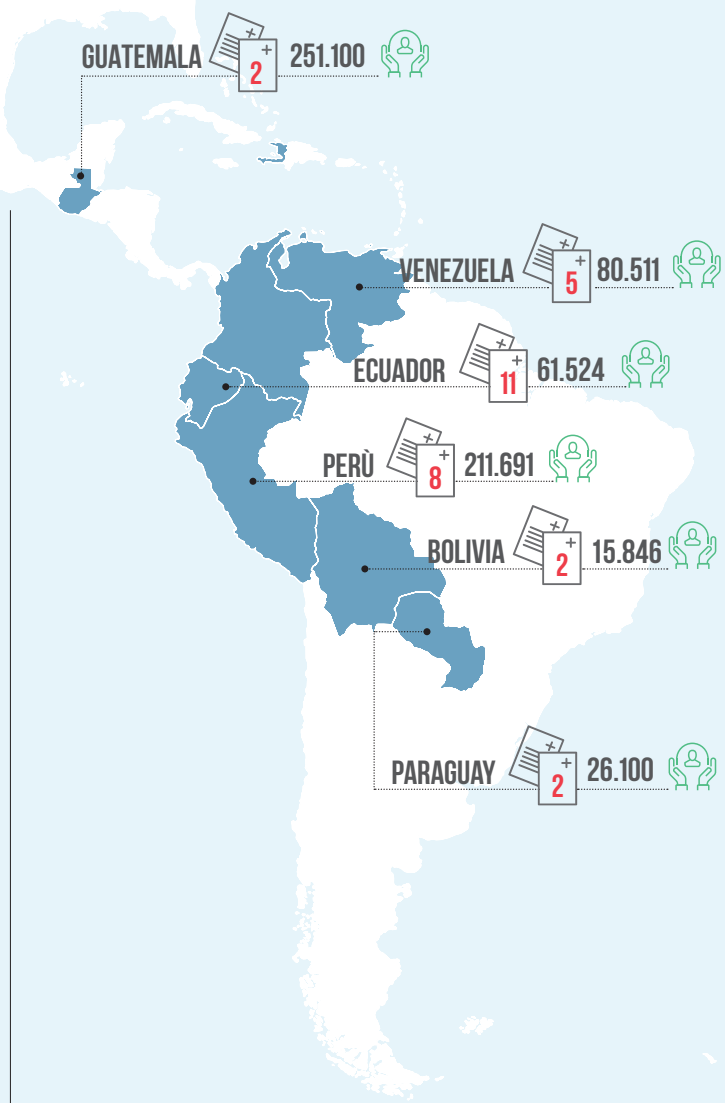 GUATEMALA 2 251.100
VENEZUELA 5 80.511
ECUADOR 11 61.524
PERÙ 8 211.691
BOLIVIA 2 15.846
PARAGUAY 2 26.100